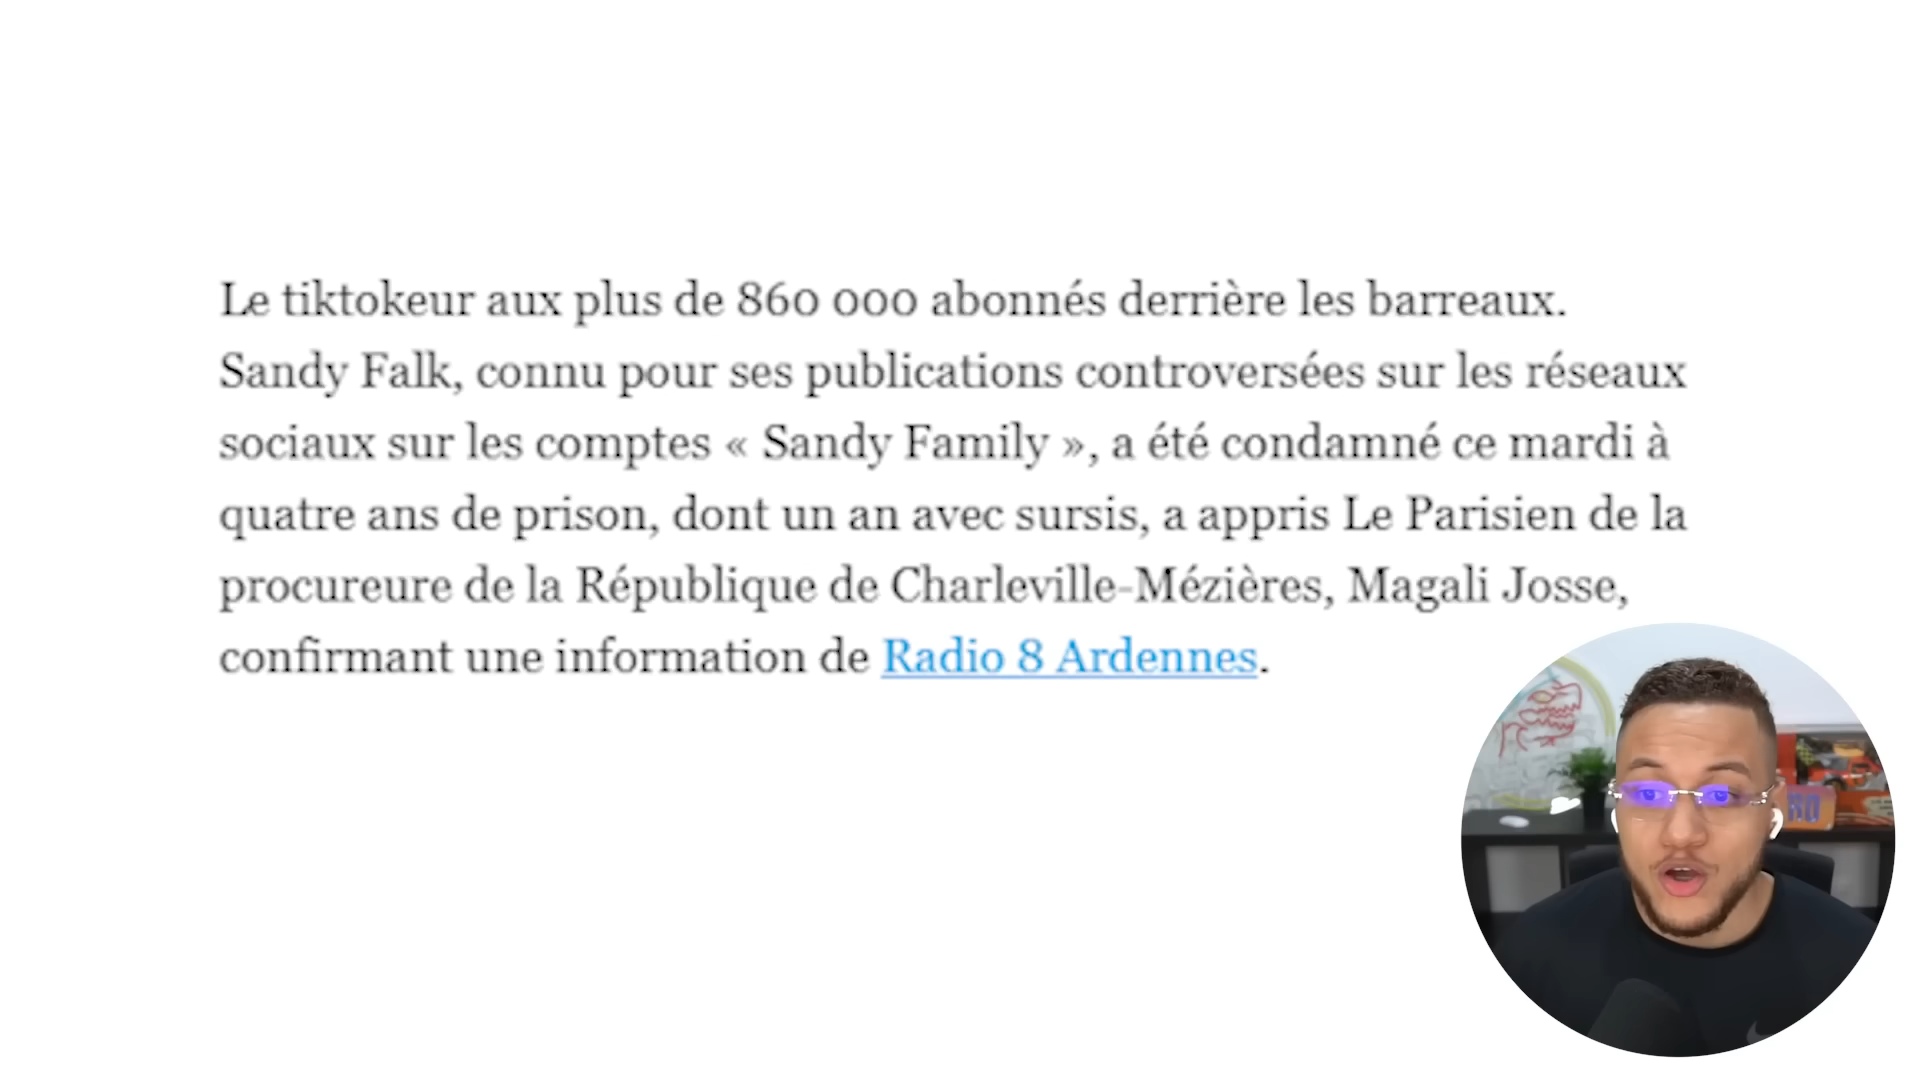 Le tiktokeur aux plus de 860 000 abonnés derrière les barreaux.
Sandy Falk, connu pour ses publications controversées sur les réseaux
sociaux sur les comptes « Sandy Family », a été condamné ce mardi à
quatre ans de prison, dont un an avec sursis, a appris Le Parisien de la
procureure de la République de Charleville-Mézières, Magali Josse,
confirmant une information de Radio 8 Ardennes.